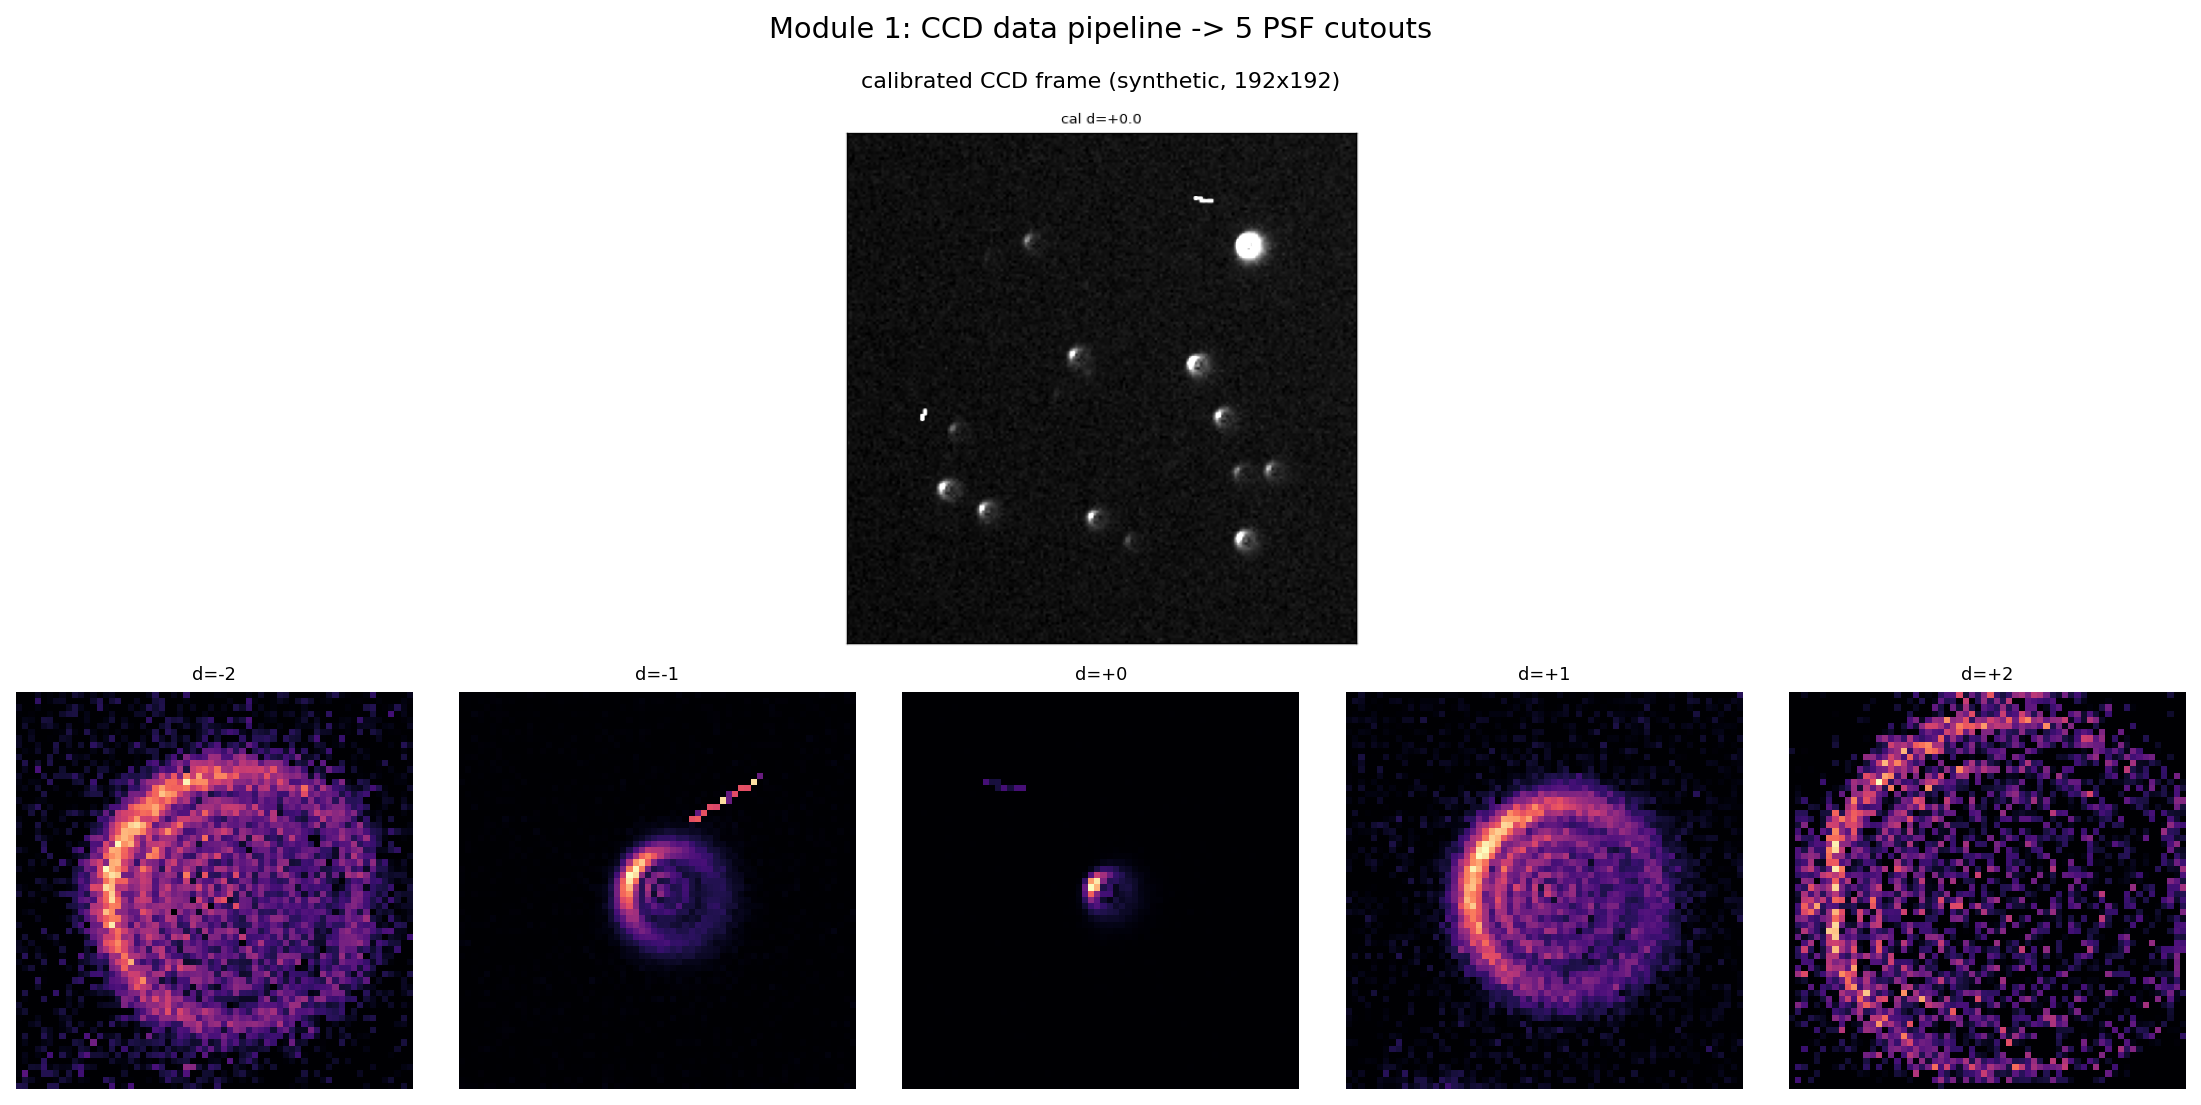 Module 1: CCD data pipeline -> 5 PSF cutouts
calibrated CCD frame (synthetic, 192x192)
cal d=+0.0
d=-2
d=-1
d=+0
d=+1
d=+2